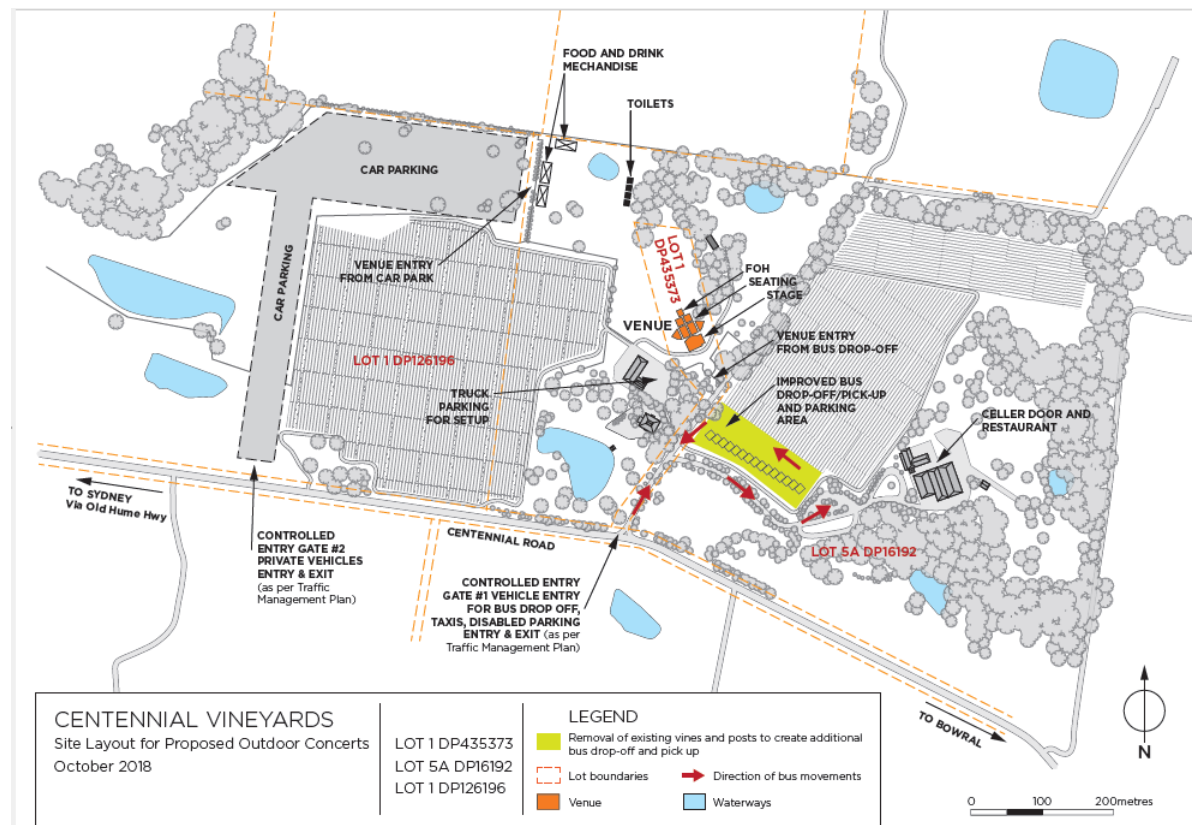 FOOD AND DRINK
MECHANDISE
TOILETS
CAR PARKING
CAR PARKING
VENUE ENTRY
FROM CAR PARK
LOT 1
DP435373
FOH
SEATING
STAGE
VENUE
VENUE ENTRY
FROM BUS DROP-OFF
LOT 1 DP126196
TRUCK
PARKING
FOR SETUP
IMPROVED BUS
DROP-OFF/PICK-UP
AND PARKING
AREA
CELLER DOOR AND
RESTAURANT
TO SYDNEY
Via Old Hume Hwy
CENTENNIAL ROAD
LOT 5A DP16192
CONTROLLED
ENTRY GATE #2
PRIVATE VEHICLES
ENTRY & EXIT
(as per Traffic
Management Plan)
CONTROLLED ENTRY
GATE #1 VEHICLE ENTRY
FOR BUS DROP OFF,
TAXIS, DISABLED PARKING
ENTRY & EXIT (as per
Traffic Management Plan)
TO BOWRAL
N
CENTENNIAL VINEYARDS
Site Layout for Proposed Outdoor Concerts
October 2018
LOT 1 DP435373
LOT 5A DP16192
LOT 1 DP126196
LEGEND
Removal of existing vines and posts to create additional
bus drop-off and pick up
Lot boundaries
Direction of bus movements
Venue
Waterways
0 100 200metres